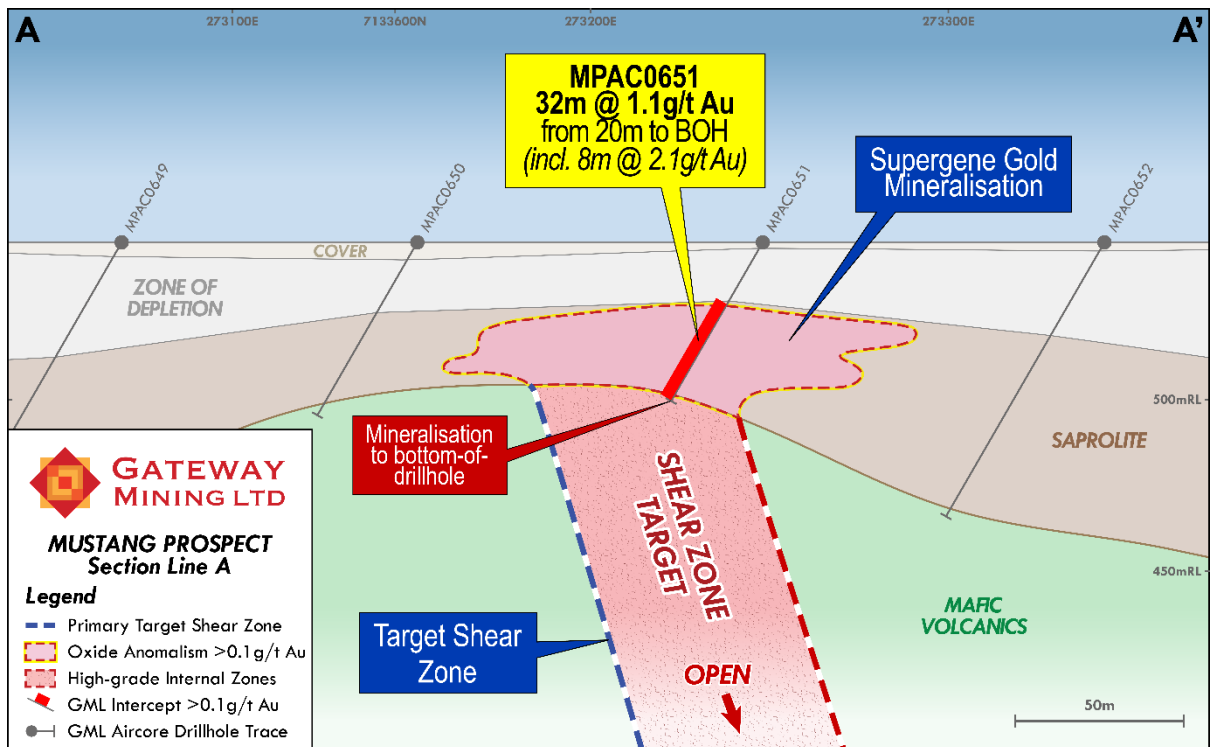 A
273100E
7133600N
273200E
273300E
A'
MPAC0651
32m @ 1.1g/t Au
from 20m to BOH
(incl. 8m @ 2.1g/t Au)
Supergene Gold
Mineralisation
MPAC0649
MPAC0650
MPAC0651
MPAC0652
COVER
ZONE OF
DEPLETION
500mRL
Mineralisation
to bottom-of-
drillhole
SAPROLITE
SHEAR ZONE
TARGET
450mRL
MAFIC
VOLCANICS
Target Shear
Zone
OPEN
50m
GATEWAY
MINING LTD
MUSTANG PROSPECT
Section Line A
Legend
Primary Target Shear Zone
Oxide Anomalism >0.1g/t Au
High-grade Internal Zones
GML Intercept >0.1g/t Au
GML Aircore Drillhole Trace